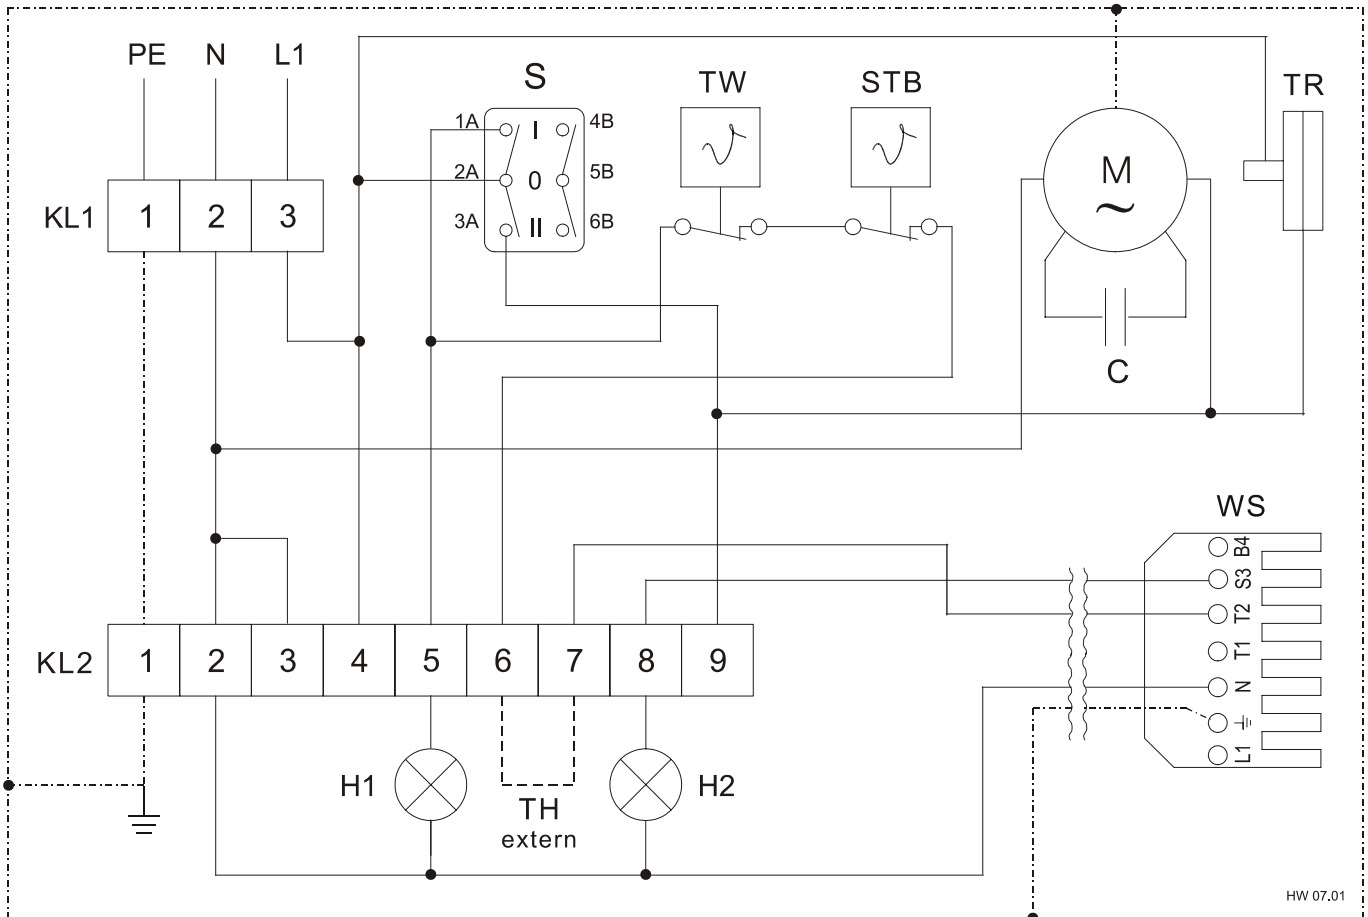 PE N L1
S
TW STB
TR
1A I 4B
2A 0 5B
3A II 6B
M
~
KL1 1 2 3
C
WS
B4
S3
T2
T1
N
L1
KL2 1 2 3 4 5 6 7 8 9
H1
TH
extern
H2
HW 07.01